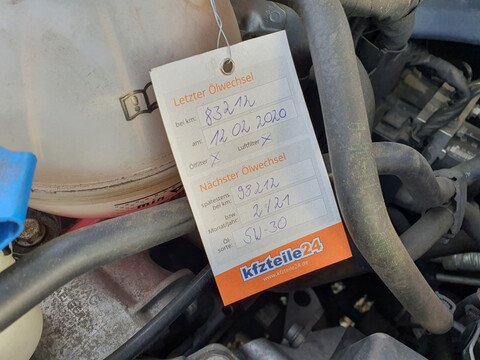 Letzter Ölwechsel
bei km: 83212
am: 12.02.2020
Ölfilter X Luftfilter X
Nächster Ölwechsel
spätestens bei km: 93212
bzw. Monat/Jahr: 2/21
Öl-sorte: 5W-30
kfzteile24
www.kfzteile24.de